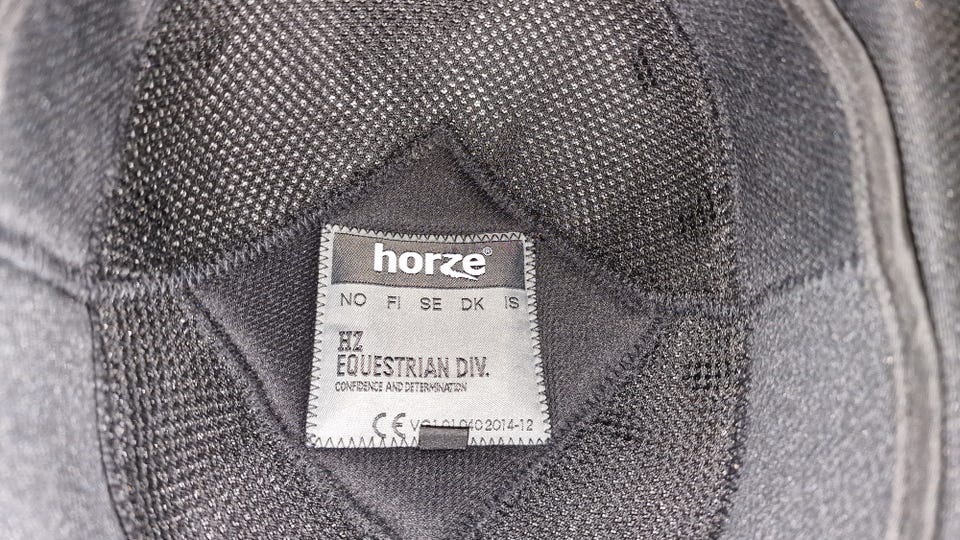 horze®
NO FI SE DK IS
HZ
EQUESTRIAN DIV.
CONFIDENCE AND DETERMINATION
CE VG1 01.040 2014-12